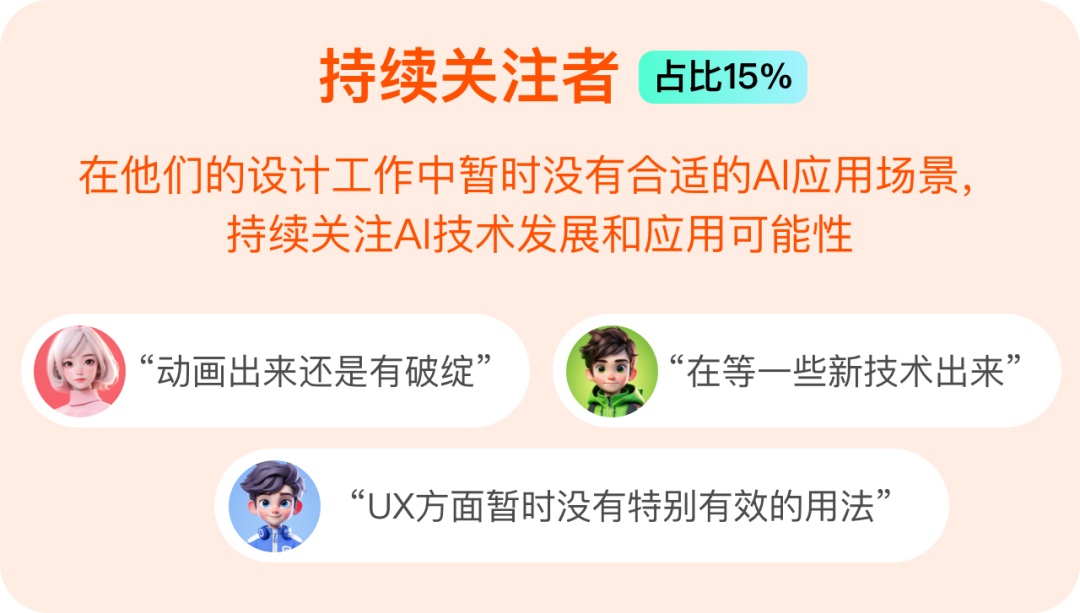 持续关注者 占比15%
在他们的设计工作中暂时没有合适的AI应用场景，
持续关注AI技术发展和应用可能性
“动画出来还是有破绽” “在等一些新技术出来”
“UX方面暂时没有特别有效的用法”